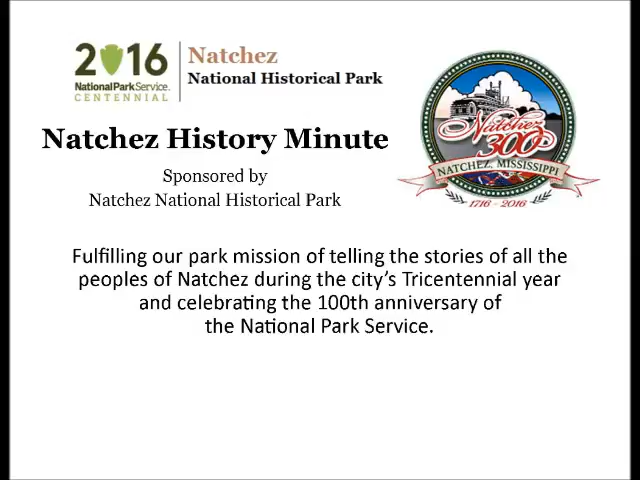 2016
National Park Service®
CENTENNIAL
Natchez
National Historical Park
Natchez History Minute
Sponsored by
Natchez National Historical Park
Natchez
300
NATCHEZ, MISSISSIPPI
1716 - 2016
Fulfilling our park mission of telling the stories of all the
peoples of Natchez during the city's Tricentennial year
and celebrating the 100th anniversary of
the National Park Service.